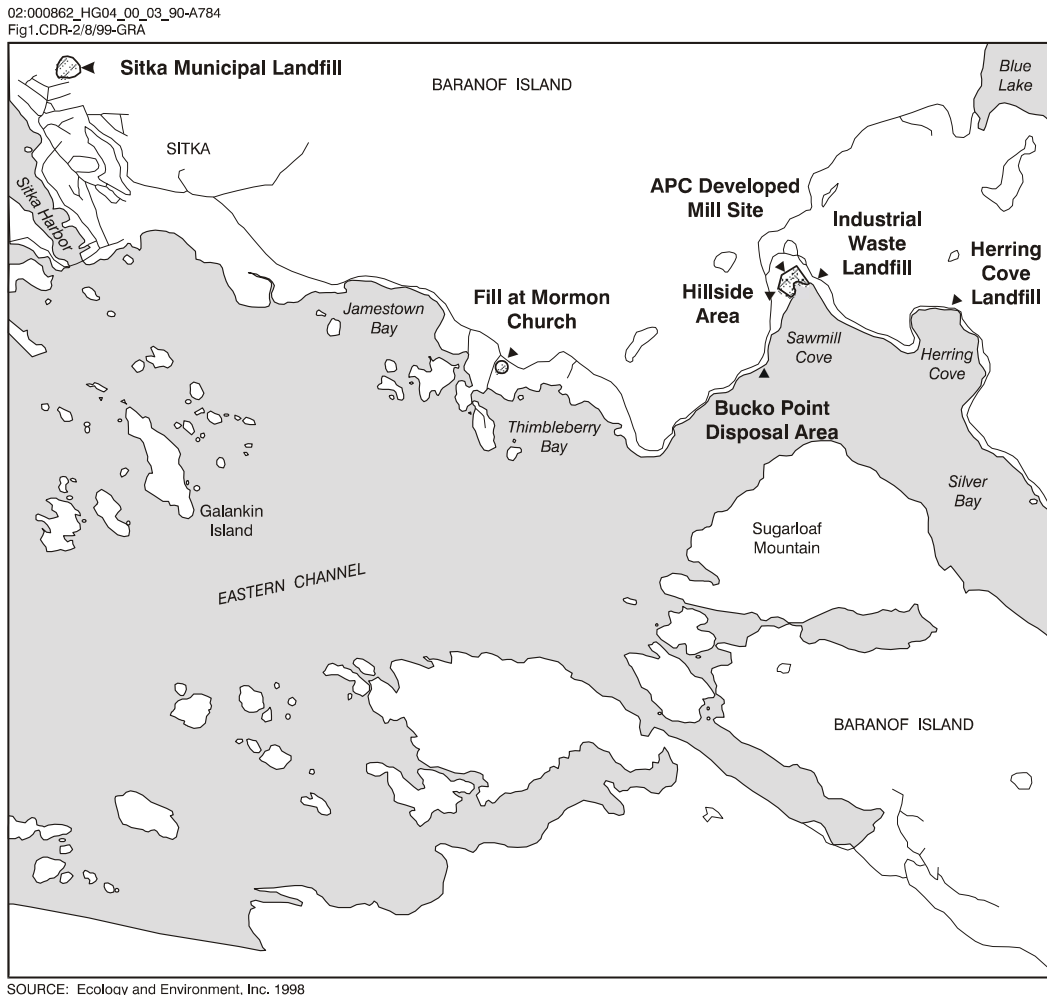 02:000862_HG04_00_03_90-A784
Fig1.CDR-2/8/99-GRA
Sitka Municipal Landfill
BARANOF ISLAND
Blue
Lake
SITKA
Sitka Harbor
APC Developed
Mill Site
Industrial
Waste
Landfill
Herring
Cove
Landfill
Hillside
Area
Jamestown
Bay
Fill at Mormon
Church
Sawmill
Cove
Herring
Cove
Bucko Point
Disposal Area
Thimbleberry
Bay
Silver
Bay
Galankin
Island
Sugarloaf
Mountain
EASTERN CHANNEL
BARANOF ISLAND
SOURCE: Ecology and Environment, Inc. 1998